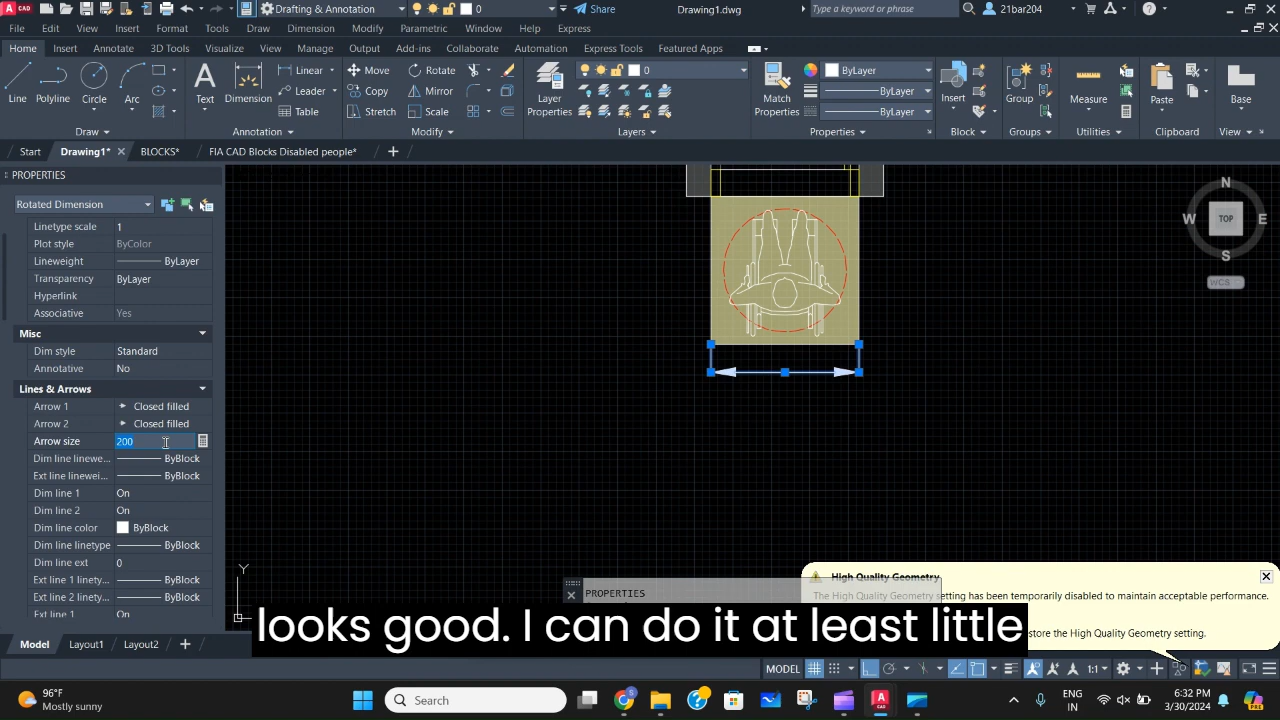 CAD
Drafting & Annotation
0
Share
Drawing1.dwg
Type a keyword or phrase
21bar204
File Edit View Insert Format Tools Draw Dimension Modify Parametric Window Help Express
Home Insert Annotate 3D Tools Visualize View Manage Output Add-ins Collaborate Automation Express Tools Featured Apps
Linear Move Rotate 0 ByLayer
Leader Copy Mirror ByLayer
Line Polyline Circle Arc Text Dimension Table Stretch Scale Layer Properties Match Properties ByLayer Insert Group Measure Paste Base
Draw Annotation Modify Layers Properties Block Groups Utilities Clipboard View
Start Drawing1* BLOCKS* FIA CAD Blocks Disabled people*
PROPERTIES
Rotated Dimension
Linetype scale 1
Plot style ByColor
Lineweight ByLayer
Transparency ByLayer
Hyperlink
Associative Yes
Misc
Dim style Standard
Annotative No
Lines & Arrows
Arrow 1 Closed filled
Arrow 2 Closed filled
Arrow size 200
Dim line linewe... ByBlock
Ext line linewei... ByBlock
Dim line 1 On
Dim line 2 On
Dim line color ByBlock
Dim line linetype ByBlock
Dim line ext 0
Ext line 1 linety... ByBlock
Ext line 2 linety... ByBlock
Ext line 1 On
N
W TOP E
S
WCS
Y
High Quality Geometry
The High Quality Geometry setting has been temporarily disabled to maintain acceptable performance.
store the High Quality Geometry setting.
PROPERTIES
looks good. I can do it at least little
Model Layout1 Layout2
MODEL 1:1
96°F
Mostly sunny
Search
ENG
IN
6:32 PM
3/30/2024